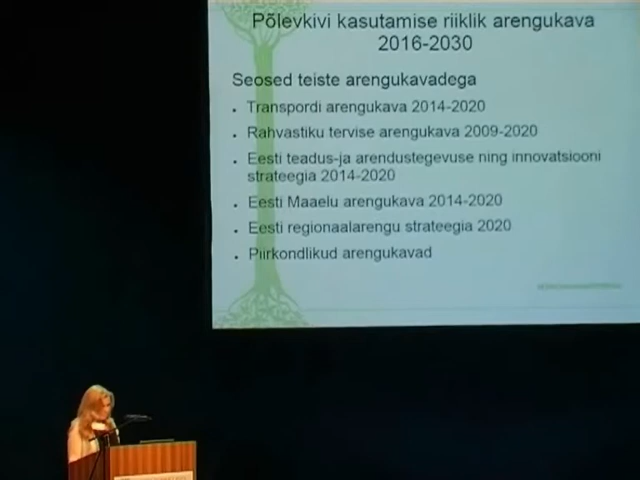 Põlevkivi kasutamise riiklik arengukava
2016-2030
Seosed teiste arengukavadega
Transpordi arengukava 2014-2020
Rahvastiku tervise arengukava 2009-2020
Eesti teadus-ja arendustegevuse ning innovatsiooni
strateegia 2014-2020
Eesti Maaelu arengukava 2014-2020
Eesti regionaalarengu strateegia 2020
Piirkondlikud arengukavad